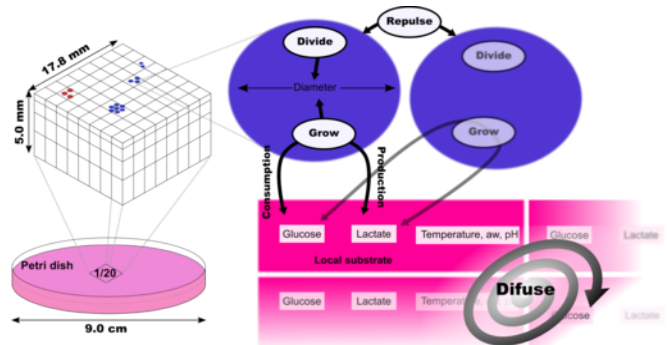 17.8 mm
5.0 mm
Petri dish
1/20
9.0 cm
Repulse
Divide
Diameter
Grow
Divide
Grow
Consumption
Production
Glucose
Lactate
Temperature, aw, pH
Local substrate
Glucose
Lactate
Glucose
Lactate
Temperature, aw, p
Difuse
Glucose
Lactate